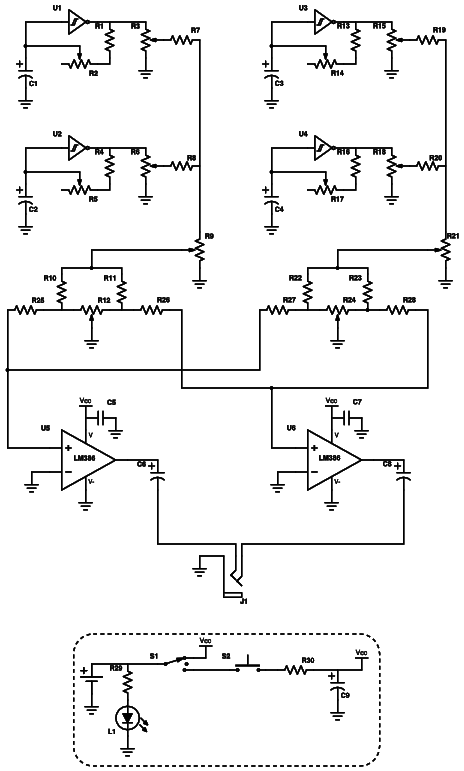 U1 U3
R1 R3 R7 R13 R15 R19
R2 R14
C1 C3
U2 U4
R4 R6 R8 R16 R18 R20
R5 R17
C2 C4
R9 R21
R10 R11 R22 R23
R25 R12 R26 R27 R24 R28
Vcc C5 Vcc C7
U5 V U6 V
+ LM386 C6 + + LM386 C8 +
− V- − V-
J1
S1 Vcc S2 Vcc
+ R29 R30
+ C9
L1